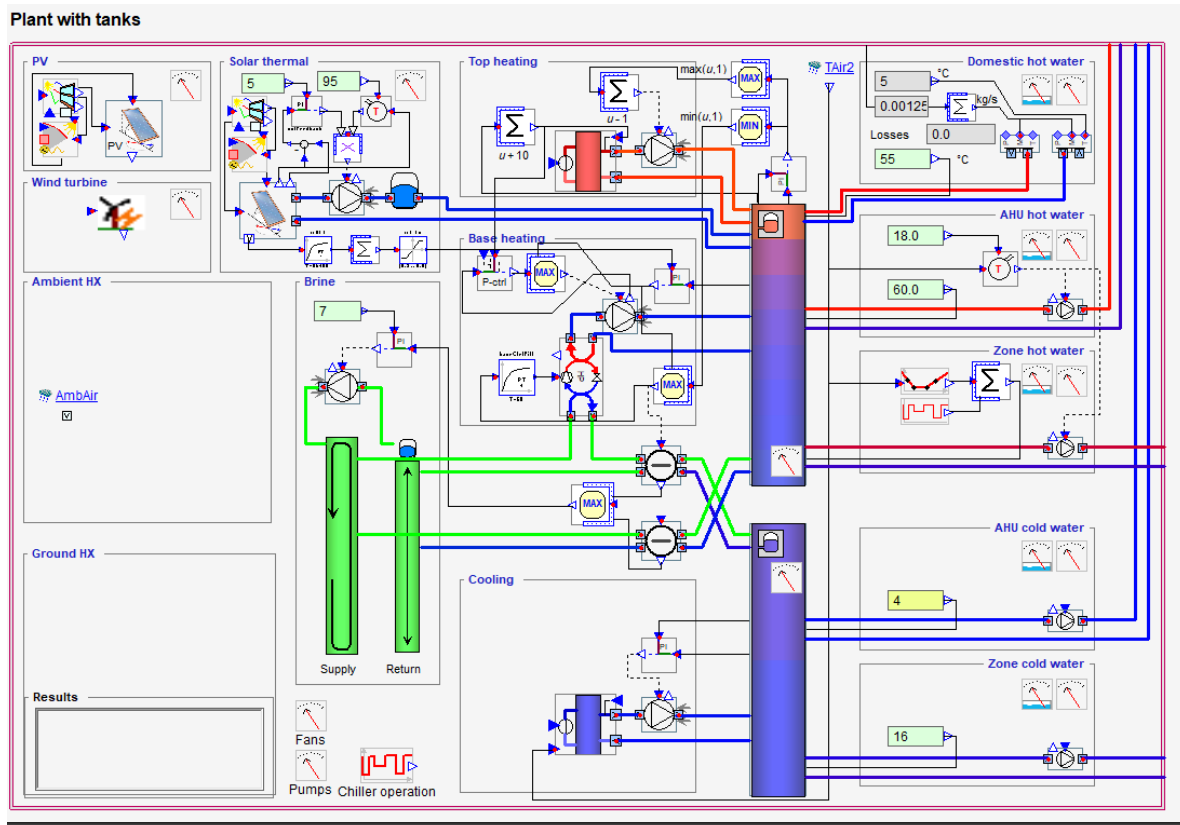 Plant with tanks
PV
PV
Wind turbine
Solar thermal
5
95
PI
T
Top heating
Σ
u + 10
Σ
u - 1
max(u,1)
MAX
min(u,1)
MIN
PI
TAir2
Domestic hot water
5
°C
0.00125
Σ
kg/s
Losses
0.0
55
°C
P
M
T
P
M
T
V
Σ
AHU hot water
18.0
T
60.0
Base heating
P-ctrl
MAX
PI
PT
MAX
Ambient HX
AmbAir
V
Brine
7
PI
Supply
Return
MAX
Zone hot water
Σ
Ground HX
Results
Fans
Pumps
Chiller operation
Cooling
PI
AHU cold water
4
Zone cold water
16